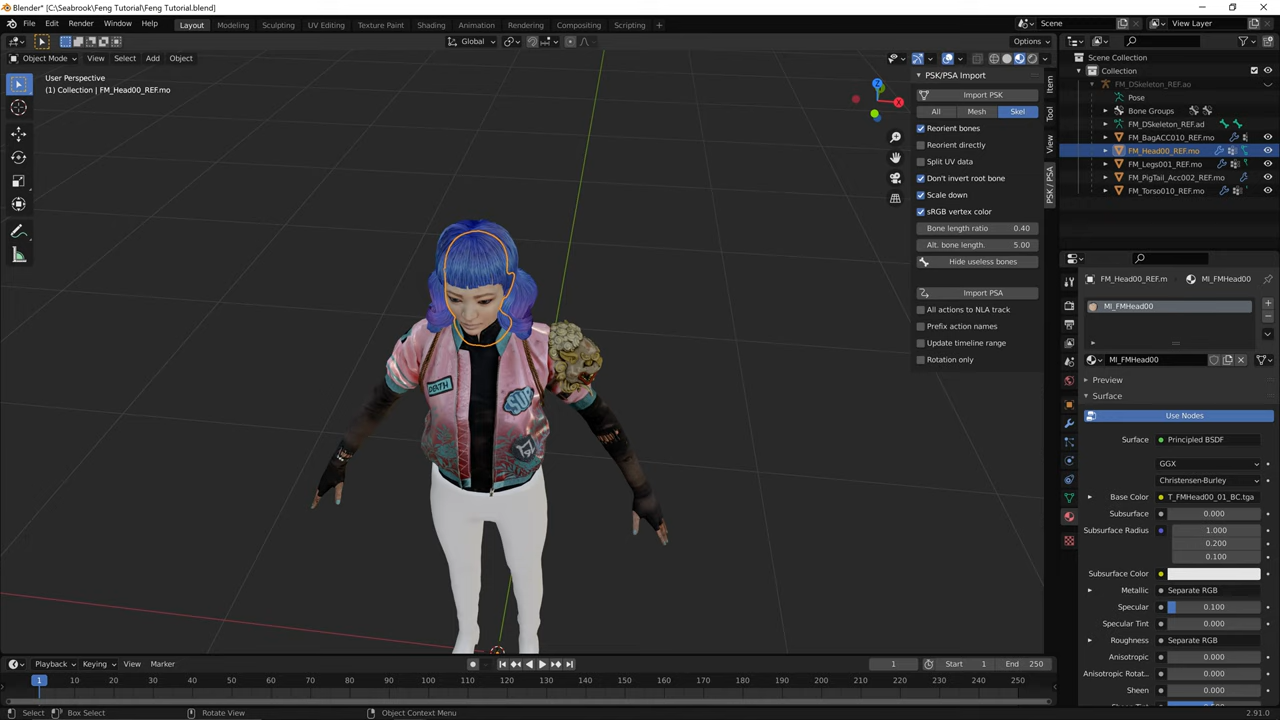 Blender* [C:\Seabrook\Feng Tutorial\Feng Tutorial.blend]
File Edit Render Window Help Layout Modeling Sculpting UV Editing Texture Paint Shading Animation Rendering Compositing Scripting Scene View Layer
Global Options
Object Mode View Select Add Object
User Perspective
(1) Collection | FM_Head00_REF.mo
X
Z
PSK/PSA Import
Import PSK
All Mesh Skel
Reorient bones
Reorient directly
Split UV data
Don't invert root bone
Scale down
sRGB vertex color
Bone length ratio 0.40
Alt. bone length. 5.00
Hide useless bones
Import PSA
All actions to NLA track
Prefix action names
Update timeline range
Rotation only
Item
Tool
View
PSK / PSA
Scene Collection
Collection
FM_DSkeleton_REF.ao
Pose
Bone Groups
FM_DSkeleton_REF.ad
FM_BagACC010_REF.mo
FM_Head00_REF.mo
FM_Legs001_REF.mo
FM_PigTail_Acc002_REF.mo
FM_Torso010_REF.mo
FM_Head00_REF.m MI_FMHead00
MI_FMHead00
MI_FMHead00
Preview
Surface
Use Nodes
Surface Principled BSDF
GGX
Christensen-Burley
Base Color T_FMHead00_01_BC.tga
Subsurface 0.000
Subsurface Radius 1.000
0.200
0.100
Subsurface Color
Metallic Separate RGB
Specular 0.100
Specular Tint 0.000
Roughness Separate RGB
Anisotropic 0.000
Anisotropic Rotat... 0.000
Sheen 0.000
DEATH
SUP
Playback Keying View Marker 1 Start 1 End 250
1 10 20 30 40 50 60 70 80 90 100 110 120 130 140 150 160 170 180 190 200 210 220 230 240 250
Select Box Select Rotate View Object Context Menu 2.91.0